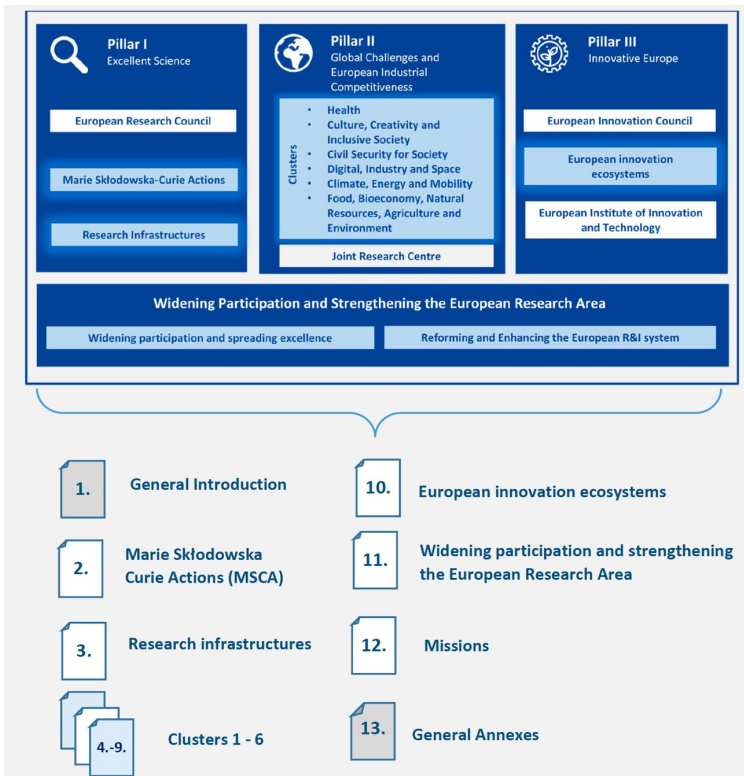 Pillar I
Excellent Science
European Research Council
Marie Skłodowska-Curie Actions
Research Infrastructures
Pillar II
Global Challenges and
European Industrial
Competitiveness
Clusters
• Health
• Culture, Creativity and
Inclusive Society
• Civil Security for Society
• Digital, Industry and Space
• Climate, Energy and Mobility
• Food, Bioeconomy, Natural
Resources, Agriculture and
Environment
Joint Research Centre
Pillar III
Innovative Europe
European Innovation Council
European innovation
ecosystems
European Institute of Innovation
and Technology
Widening Participation and Strengthening the European Research Area
Widening participation and spreading excellence
Reforming and Enhancing the European R&I system
1.
General Introduction
2.
Marie Skłodowska
Curie Actions (MSCA)
3.
Research infrastructures
4.-9.
Clusters 1 - 6
10.
European innovation ecosystems
11.
Widening participation and strengthening
the European Research Area
12.
Missions
13.
General Annexes